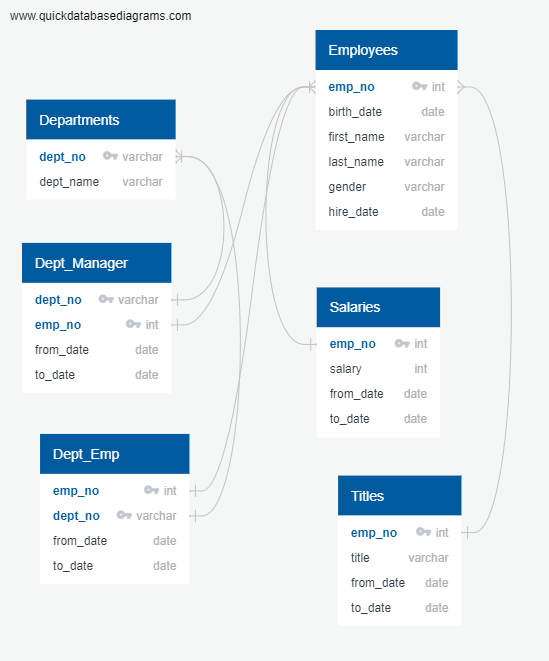 www.quickdatabasediagrams.com
Employees
emp_no int
birth_date date
first_name varchar
last_name varchar
gender varchar
hire_date date
Departments
dept_no varchar
dept_name varchar
Dept_Manager
dept_no varchar
emp_no int
from_date date
to_date date
Salaries
emp_no int
salary int
from_date date
to_date date
Dept_Emp
emp_no int
dept_no varchar
from_date date
to_date date
Titles
emp_no int
title varchar
from_date date
to_date date